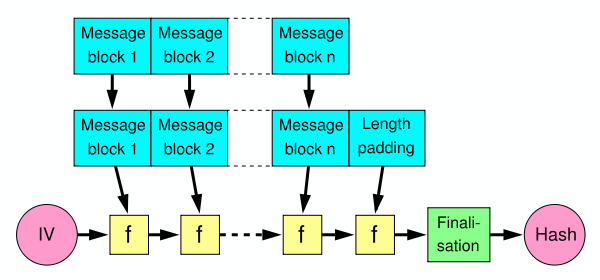 Message
block 1
Message
block 2
Message
block n
Message
block 1
Message
block 2
Message
block n
Length
padding
IV
f
f
f
f
Finali-
sation
Hash